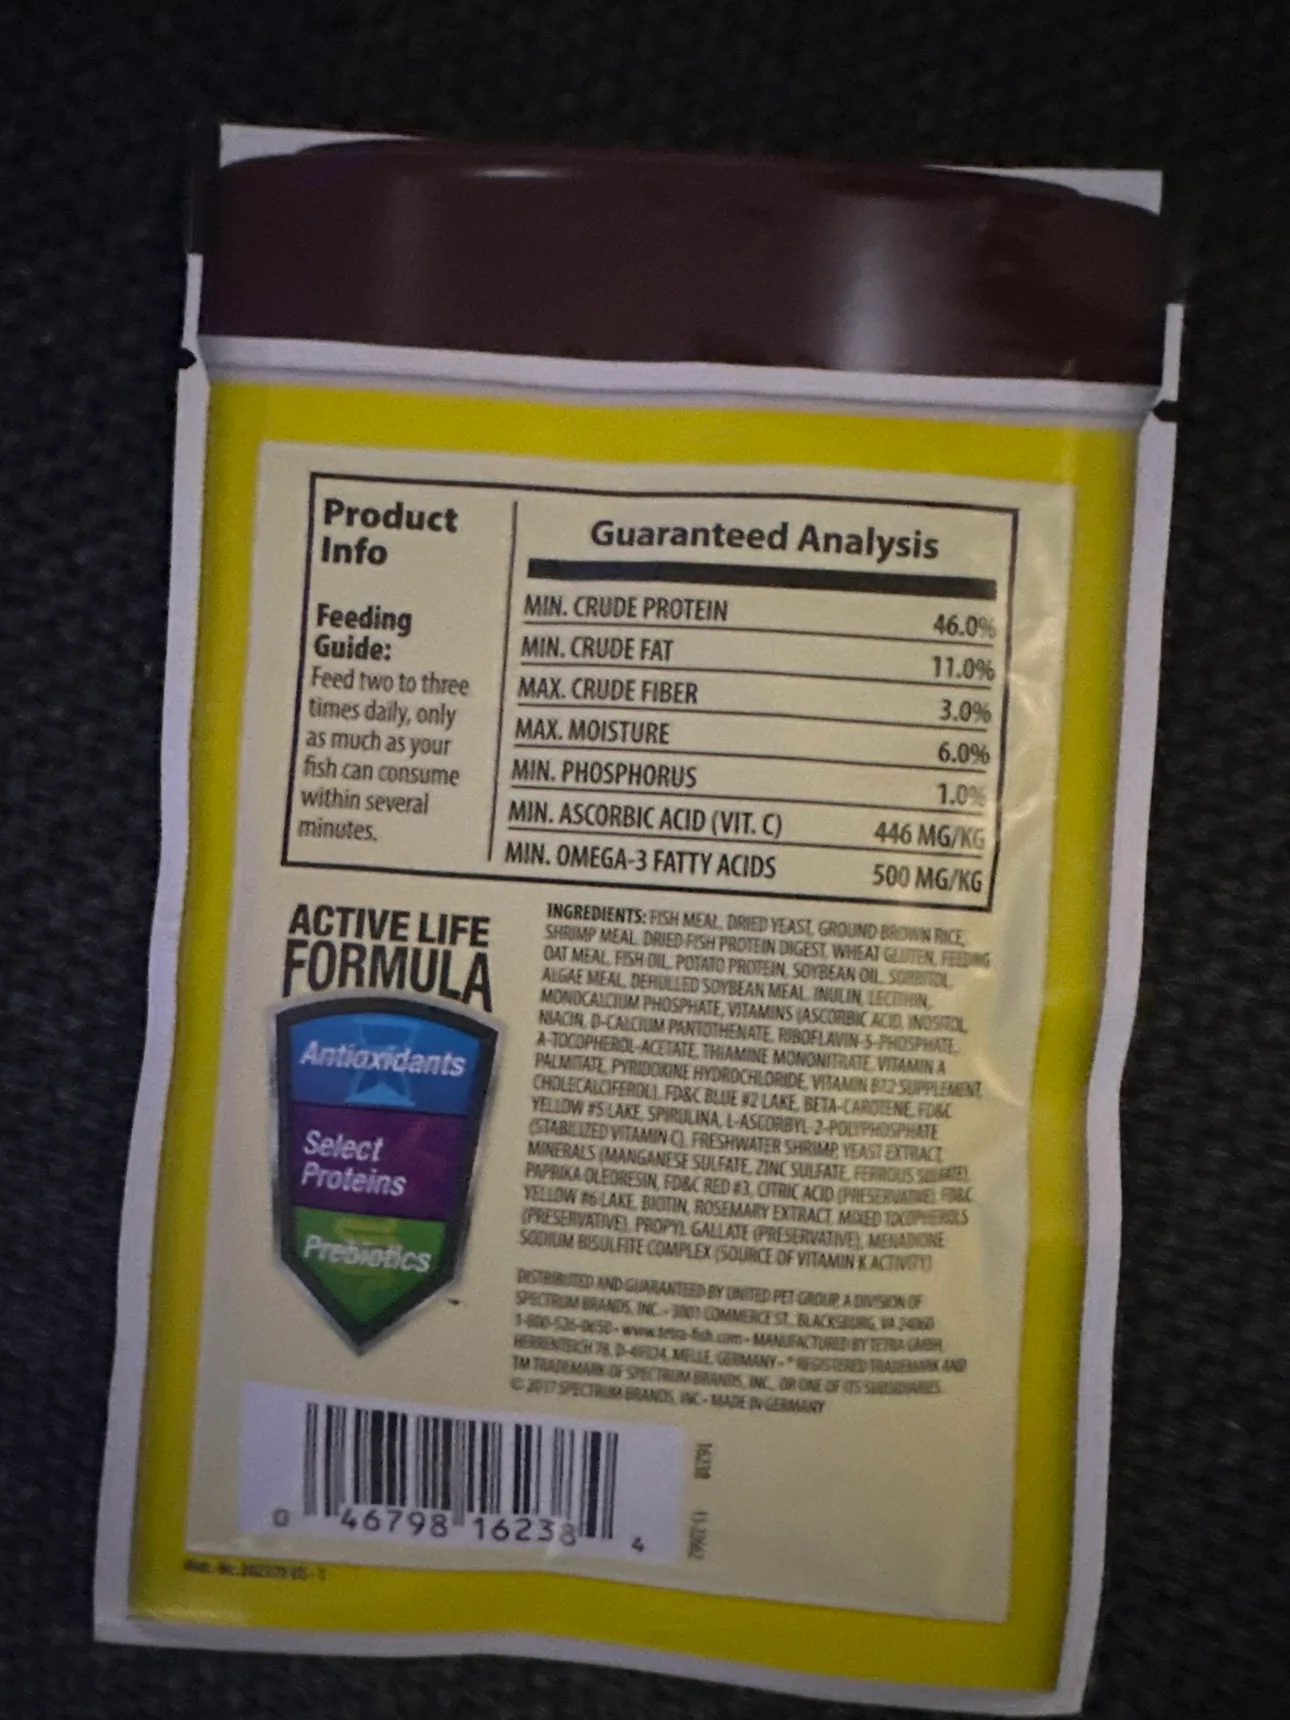 Product
Info
Feeding
Guide:
Feed two to three
times daily, only
as much as your
fish can consume
within several
minutes.
Guaranteed Analysis
MIN. CRUDE PROTEIN 46.0%
MIN. CRUDE FAT 11.0%
MAX. CRUDE FIBER 3.0%
MAX. MOISTURE 6.0%
MIN. PHOSPHORUS 1.0%
MIN. ASCORBIC ACID (VIT. C) 446 MG/KG
MIN. OMEGA-3 FATTY ACIDS 500 MG/KG
ACTIVE LIFE
FORMULA
Antioxidants
Select
Proteins
Prebiotics
INGREDIENTS: FISH MEAL, DRIED YEAST, GROUND BROWN RICE,
SHRIMP MEAL, DRIED FISH PROTEIN DIGEST, WHEAT GLUTEN, FEEDING
OAT MEAL, FISH OIL, POTATO PROTEIN, SOYBEAN OIL, SORBITOL,
ALGAE MEAL, DEHULLED SOYBEAN MEAL, INULIN, LECITHIN,
MONOCALCIUM PHOSPHATE, VITAMINS (ASCORBIC ACID, INOSITOL,
NIACIN, D-CALCIUM PANTOTHENATE, RIBOFLAVIN-5-PHOSPHATE,
A-TOCOPHEROL-ACETATE, THIAMINE MONONITRATE, VITAMIN A
PALMITATE, PYRIDOXINE HYDROCHLORIDE, VITAMIN B12 SUPPLEMENT,
CHOLECALCIFEROL), FD&C BLUE #2 LAKE, BETA-CAROTENE, FD&C
YELLOW #5 LAKE, SPIRULINA, L-ASCORBYL-2-POLYPHOSPHATE
(STABILIZED VITAMIN C), FRESHWATER SHRIMP, YEAST EXTRACT,
MINERALS (MANGANESE SULFATE, ZINC SULFATE, FERROUS SULFATE),
PAPRIKA OLEORESIN, FD&C RED #3, CITRIC ACID (PRESERVATIVE), FD&C
YELLOW #6 LAKE, BIOTIN, ROSEMARY EXTRACT, MIXED TOCOPHEROLS
(PRESERVATIVE), PROPYL GALLATE (PRESERVATIVE), MENADIONE
SODIUM BISULFITE COMPLEX (SOURCE OF VITAMIN K ACTIVITY)
DISTRIBUTED AND GUARANTEED BY UNITED PET GROUP, A DIVISION OF
SPECTRUM BRANDS, INC. • 3001 COMMERCE ST., BLACKSBURG, VA 24060
1-800-526-0650 • www.tetra-fish.com • MANUFACTURED BY TETRA GMBH,
HERRENTEICH 78, D-49324, MELLE, GERMANY • ® REGISTERED TRADEMARK AND
TM TRADEMARK OF SPECTRUM BRANDS, INC., OR ONE OF ITS SUBSIDIARIES
© 2017 SPECTRUM BRANDS, INC. • MADE IN GERMANY
0 46798 16238 4
16238